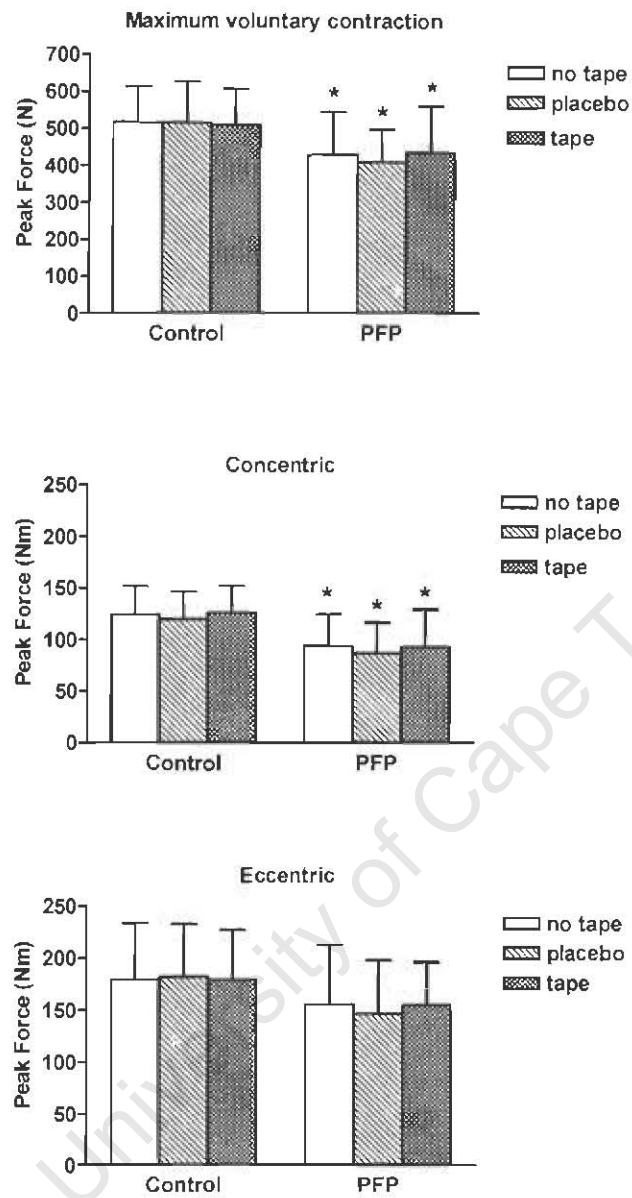 Maximum voluntary contraction
700
600
500
400
300
200
100
0
Peak Force (N)
* * *
Control PFP
no tape
placebo
tape
Concentric
250
200
150
100
50
0
Peak Force (Nm)
* * *
Control PFP
no tape
placebo
tape
Eccentric
250
200
150
100
50
0
Peak Force (Nm)
Control PFP
no tape
placebo
tape
University of Cape T